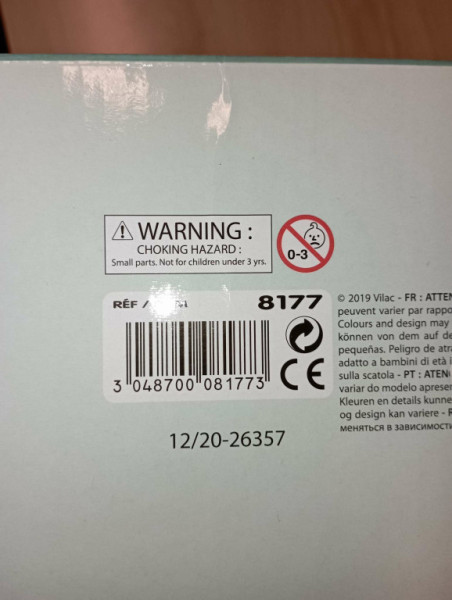 WARNING :
CHOKING HAZARD :
Small parts. Not for children under 3 yrs.
0-3
RÉF /
8177
3 048700 081773
CE
12/20-26357
© 2019 Vilac - FR : ATTEN
peuvent varier par rappo
Colours and design may
können von dem auf de
pequeñas. Peligro de atra
adatto a bambini di età i
sulla scatola - PT : ATEN
variar do modelo aprese
Kleuren en details kunne
og design kan variere -
меняться в зависимости